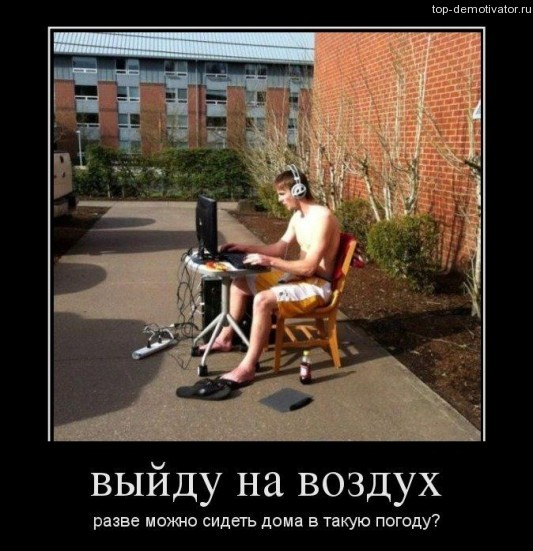 top-demotivator.ru
выйду на воздух
разве можно сидеть дома в такую погоду?